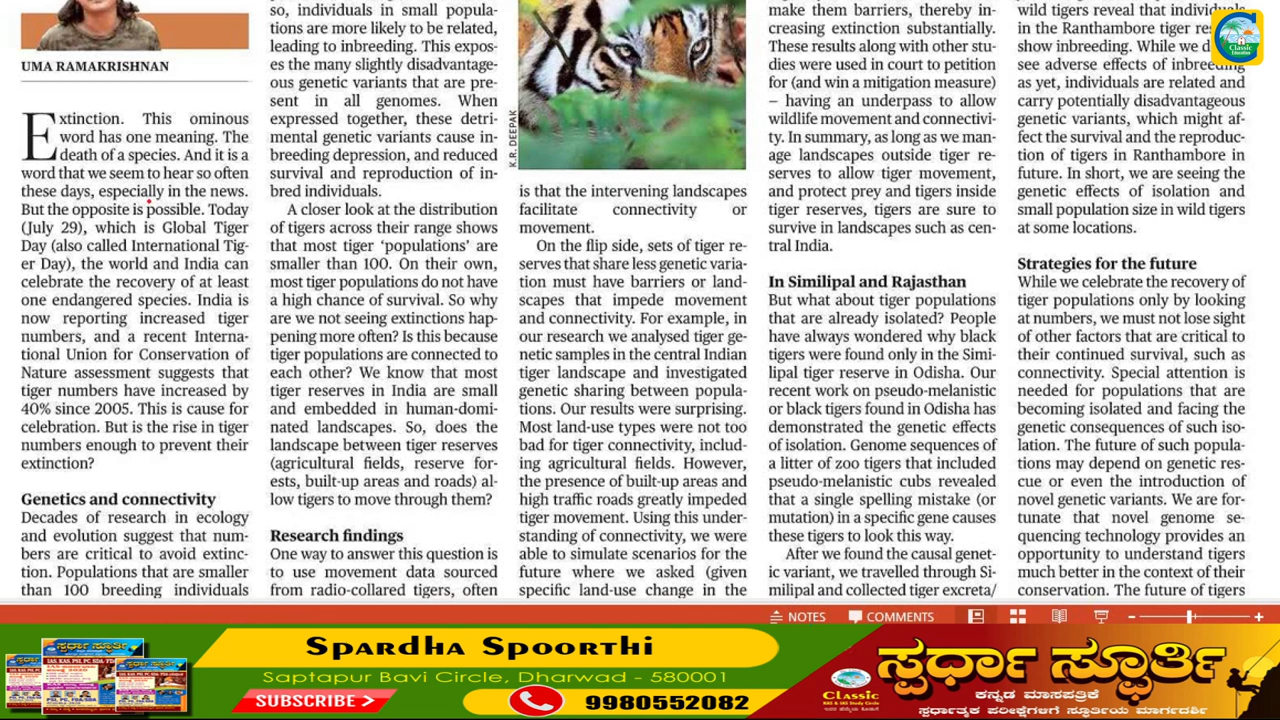 UMA RAMAKRISHNAN
Extinction. This ominous
word has one meaning. The
death of a species. And it is a
word that we seem to hear so often
these days, especially in the news.
But the opposite is possible. Today
(July 29), which is Global Tiger
Day (also called International Tig-
er Day), the world and India can
celebrate the recovery of at least
one endangered species. India is
now reporting increased tiger
numbers, and a recent Interna-
tional Union for Conservation of
Nature assessment suggests that
tiger numbers have increased by
40% since 2005. This is cause for
celebration. But is the rise in tiger
numbers enough to prevent their
extinction?
Genetics and connectivity
Decades of research in ecology
and evolution suggest that num-
bers are critical to avoid extinc-
tion. Populations that are smaller
than 100 breeding individuals
so, individuals in small popula-
tions are more likely to be related,
leading to inbreeding. This expos-
es the many slightly disadvantage-
ous genetic variants that are pre-
sent in all genomes. When
expressed together, these detri-
mental genetic variants cause in-
breeding depression, and reduced
survival and reproduction of in-
bred individuals.
A closer look at the distribution
of tigers across their range shows
that most tiger ‘populations’ are
smaller than 100. On their own,
most tiger populations do not have
a high chance of survival. So why
are we not seeing extinctions hap-
pening more often? Is this because
tiger populations are connected to
each other? We know that most
tiger reserves in India are small
and embedded in human-domi-
nated landscapes. So, does the
landscape between tiger reserves
(agricultural fields, reserve for-
ests, built-up areas and roads) al-
low tigers to move through them?
Research findings
One way to answer this question is
to use movement data sourced
from radio-collared tigers, often
K.R. DEEPAK
is that the intervening landscapes
facilitate connectivity or
movement.
On the flip side, sets of tiger re-
serves that share less genetic varia-
tion must have barriers or land-
scapes that impede movement
and connectivity. For example, in
our research we analysed tiger ge-
netic samples in the central Indian
tiger landscape and investigated
genetic sharing between popula-
tions. Our results were surprising.
Most land-use types were not too
bad for tiger connectivity, includ-
ing agricultural fields. However,
the presence of built-up areas and
high traffic roads greatly impeded
tiger movement. Using this under-
standing of connectivity, we were
able to simulate scenarios for the
future where we asked (given
specific land-use change in the
make them barriers, thereby in-
creasing extinction substantially.
These results along with other stu-
dies were used in court to petition
for (and win a mitigation measure)
– having an underpass to allow
wildlife movement and connectivi-
ty. In summary, as long as we man-
age landscapes outside tiger re-
serves to allow tiger movement,
and protect prey and tigers inside
tiger reserves, tigers are sure to
survive in landscapes such as cen-
tral India.
In Similipal and Rajasthan
But what about tiger populations
that are already isolated? People
have always wondered why black
tigers were found only in the Simi-
lipal tiger reserve in Odisha. Our
recent work on pseudo-melanistic
or black tigers found in Odisha has
demonstrated the genetic effects
of isolation. Genome sequences of
a litter of zoo tigers that included
pseudo-melanistic cubs revealed
that a single spelling mistake (or
mutation) in a specific gene causes
these tigers to look this way.
After we found the causal genet-
ic variant, we travelled through Si-
milipal and collected tiger excreta/
wild tigers reveal that individuals
in the Ranthambore tiger
show inbreeding. While we
see adverse effects of inbreeding
as yet, individuals are related and
carry potentially disadvantageous
genetic variants, which might af-
fect the survival and the reproduc-
tion of tigers in Ranthambore in
future. In short, we are seeing the
genetic effects of isolation and
small population size in wild tigers
at some locations.
Strategies for the future
While we celebrate the recovery of
tiger populations only by looking
at numbers, we must not lose sight
of other factors that are critical to
their continued survival, such as
connectivity. Special attention is
needed for populations that are
becoming isolated and facing the
genetic consequences of such iso-
lation. The future of such popula-
tions may depend on genetic res-
cue or even the introduction of
novel genetic variants. We are for-
tunate that novel genome se-
quencing technology provides an
opportunity to understand tigers
much better in the context of their
conservation. The future of tigers
Classic
Education
NOTES COMMENTS
Spardha Spoorthi
Saptapur Bavi Circle, Dharwad - 580001
SUBSCRIBE
9980552082
Classic
KAS & IAS Study Circle
ಸ್ಪರ್ಧಾ ಸ್ಫೂರ್ತಿ
ಕನ್ನಡ ಮಾಸಪತ್ರಿಕೆ
ಸ್ಪರ್ಧಾತ್ಮಕ ಪರೀಕ್ಷೆಗಳಿಗೆ ಸ್ಫೂರ್ತಿಯ ಮಾರ್ಗದರ್ಶಿ